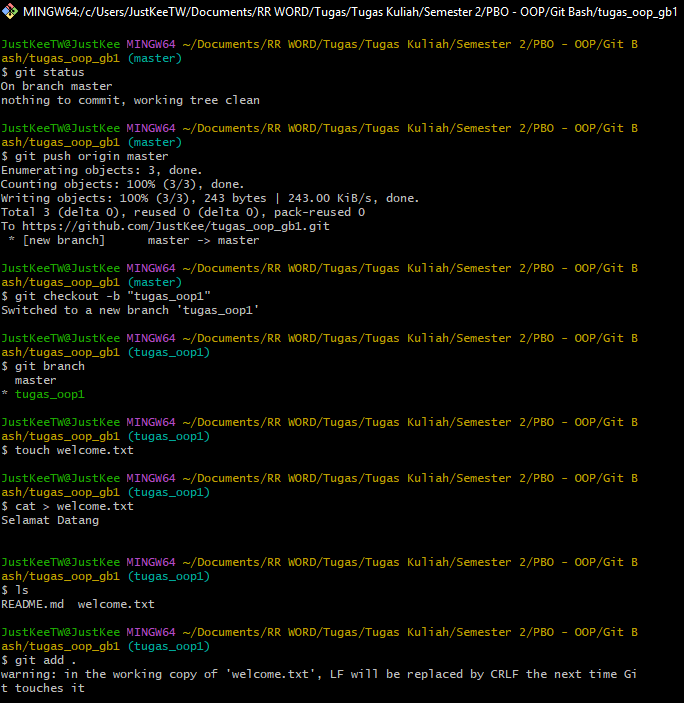 MINGW64:/c/Users/JustKeeTW/Documents/RR WORD/Tugas/Tugas Kuliah/Semester 2/PBO - OOP/Git Bash/tugas_oop_gb1
JustKeeTW@JustKee MINGW64 ~/Documents/RR WORD/Tugas/Tugas Kuliah/Semester 2/PBO - OOP/Git B
ash/tugas_oop_gb1 (master)
$ git status
On branch master
nothing to commit, working tree clean
JustKeeTW@JustKee MINGW64 ~/Documents/RR WORD/Tugas/Tugas Kuliah/Semester 2/PBO - OOP/Git B
ash/tugas_oop_gb1 (master)
$ git push origin master
Enumerating objects: 3, done.
Counting objects: 100% (3/3), done.
Writing objects: 100% (3/3), 243 bytes | 243.00 KiB/s, done.
Total 3 (delta 0), reused 0 (delta 0), pack-reused 0
To https://github.com/JustKee/tugas_oop_gb1.git
 * [new branch]      master -> master
JustKeeTW@JustKee MINGW64 ~/Documents/RR WORD/Tugas/Tugas Kuliah/Semester 2/PBO - OOP/Git B
ash/tugas_oop_gb1 (master)
$ git checkout -b "tugas_oop1"
Switched to a new branch 'tugas_oop1'
JustKeeTW@JustKee MINGW64 ~/Documents/RR WORD/Tugas/Tugas Kuliah/Semester 2/PBO - OOP/Git B
ash/tugas_oop_gb1 (tugas_oop1)
$ git branch
  master
* tugas_oop1
JustKeeTW@JustKee MINGW64 ~/Documents/RR WORD/Tugas/Tugas Kuliah/Semester 2/PBO - OOP/Git B
ash/tugas_oop_gb1 (tugas_oop1)
$ touch welcome.txt
JustKeeTW@JustKee MINGW64 ~/Documents/RR WORD/Tugas/Tugas Kuliah/Semester 2/PBO - OOP/Git B
ash/tugas_oop_gb1 (tugas_oop1)
$ cat > welcome.txt
Selamat Datang
JustKeeTW@JustKee MINGW64 ~/Documents/RR WORD/Tugas/Tugas Kuliah/Semester 2/PBO - OOP/Git B
ash/tugas_oop_gb1 (tugas_oop1)
$ ls
README.md  welcome.txt
JustKeeTW@JustKee MINGW64 ~/Documents/RR WORD/Tugas/Tugas Kuliah/Semester 2/PBO - OOP/Git B
ash/tugas_oop_gb1 (tugas_oop1)
$ git add .
warning: in the working copy of 'welcome.txt', LF will be replaced by CRLF the next time Gi
t touches it